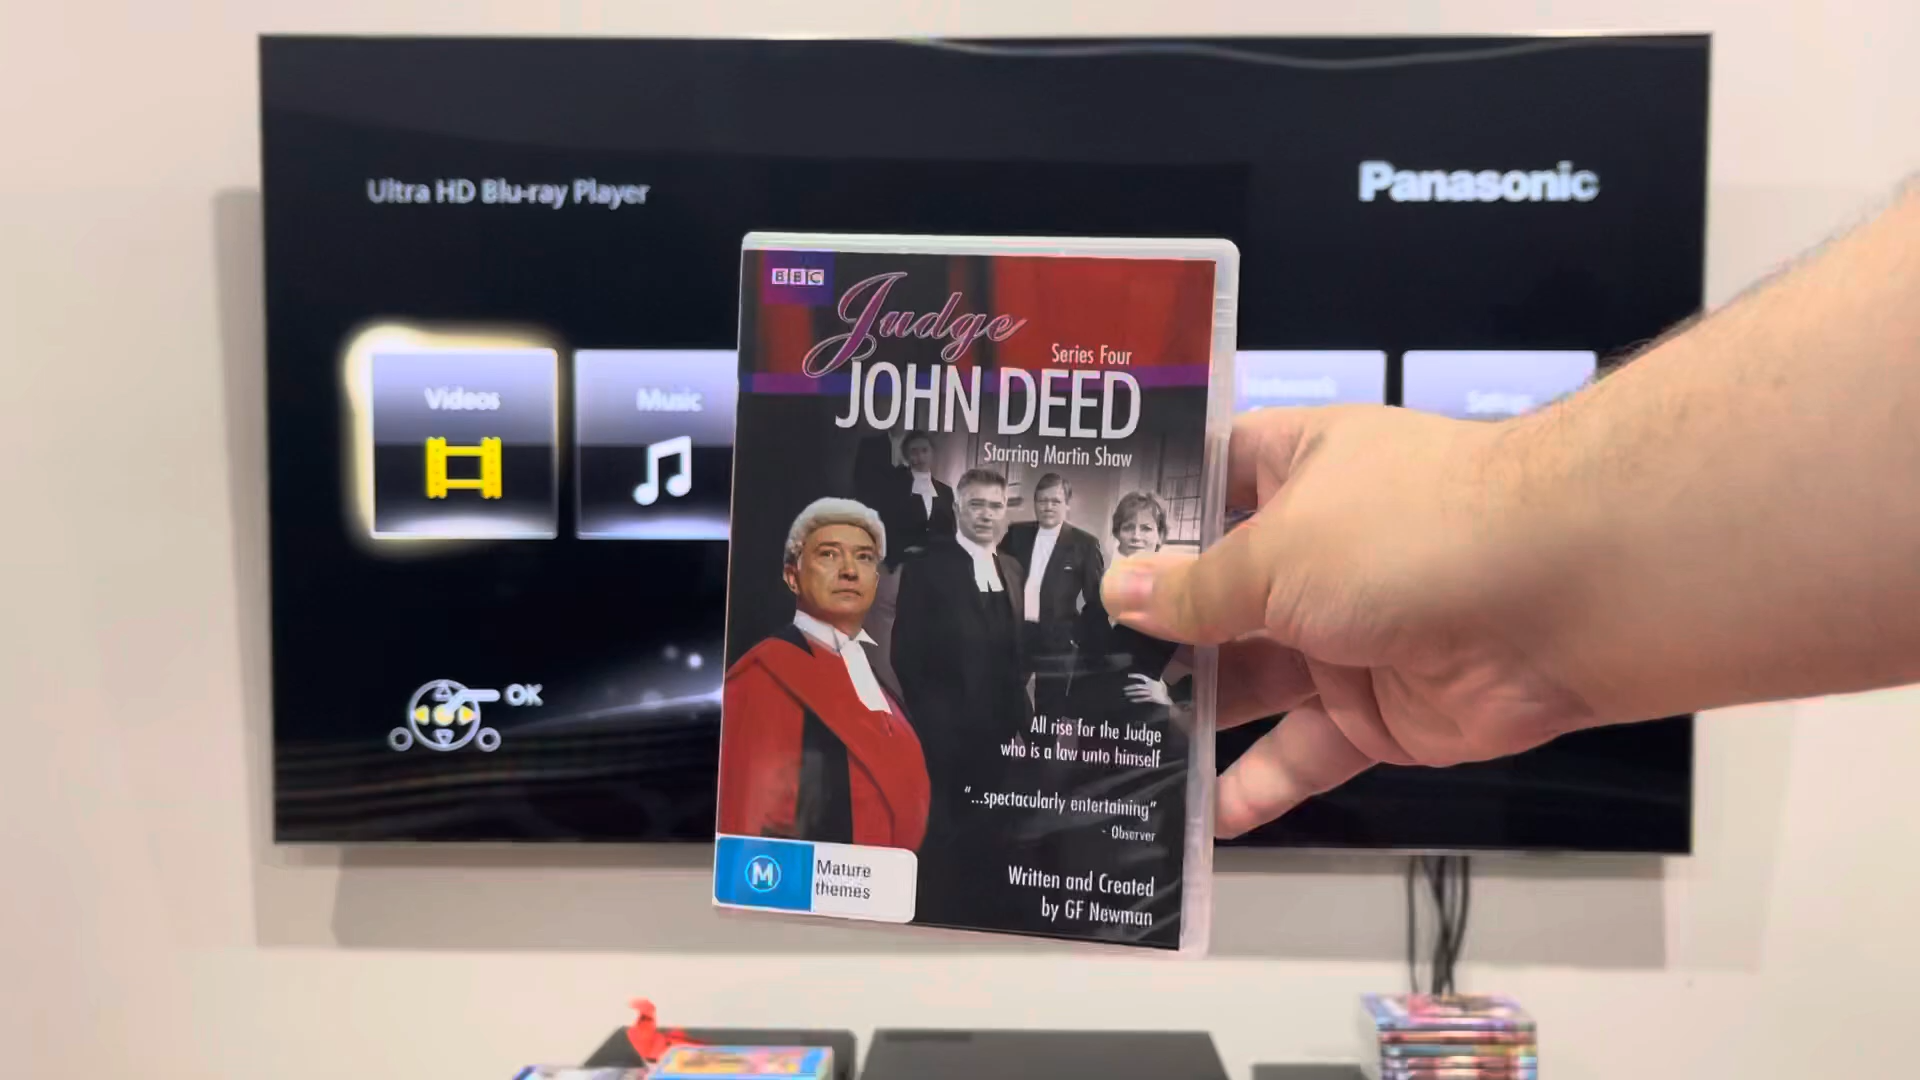 Ultra HD Blu-ray Player
Panasonic
Videos
Music
Network
Setup
OK
BBC
Judge
Series Four
JOHN DEED
Starring Martin Shaw
All rise for the Judge
who is a law unto himself
"...spectacularly entertaining"
- Observer
M
Mature
themes
Written and Created
by GF Newman